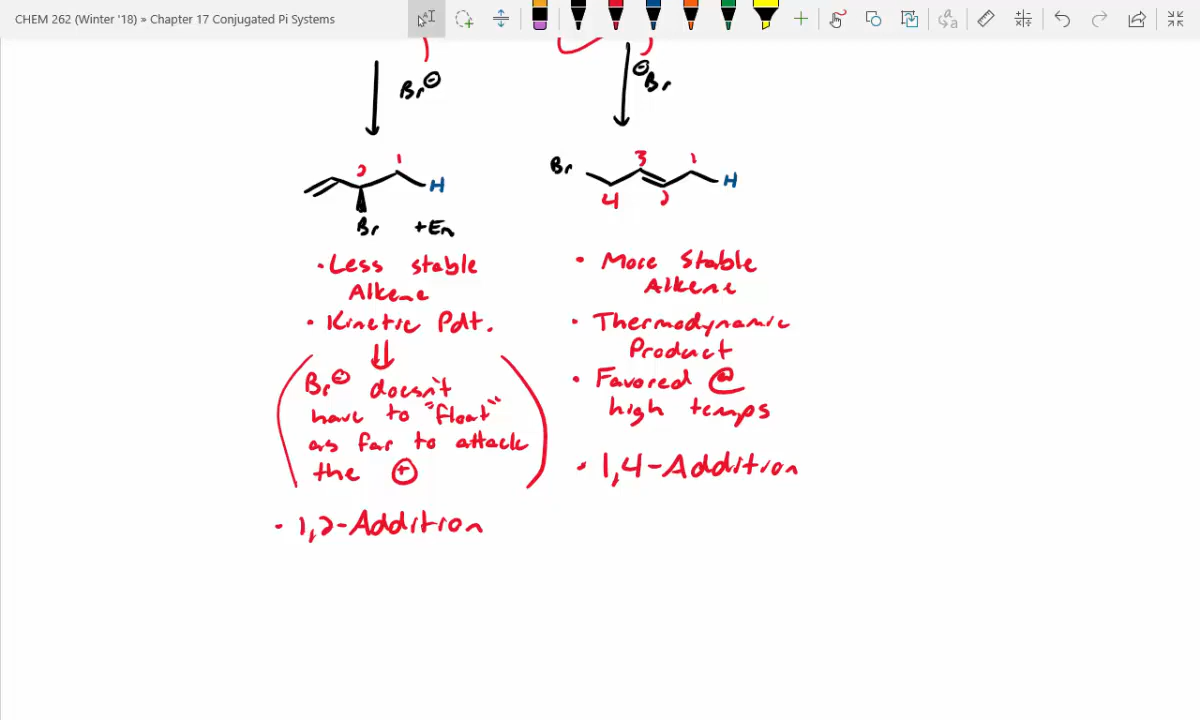 CHEM 262 (Winter '18) » Chapter 17 Conjugated Pi Systems
Br⊖
⊖Br
2 1
H
Br +En
Br 3 1
H
4 2
• Less stable
Alkene
• Kinetic Pdt.
⇓
Br⊖ doesn't
have to "float"
as far to attack
the ⊕
• 1,2-Addition
• More Stable
Alkene
• Thermodynamic
Product
• Favored @
high temps
• 1,4-Addition